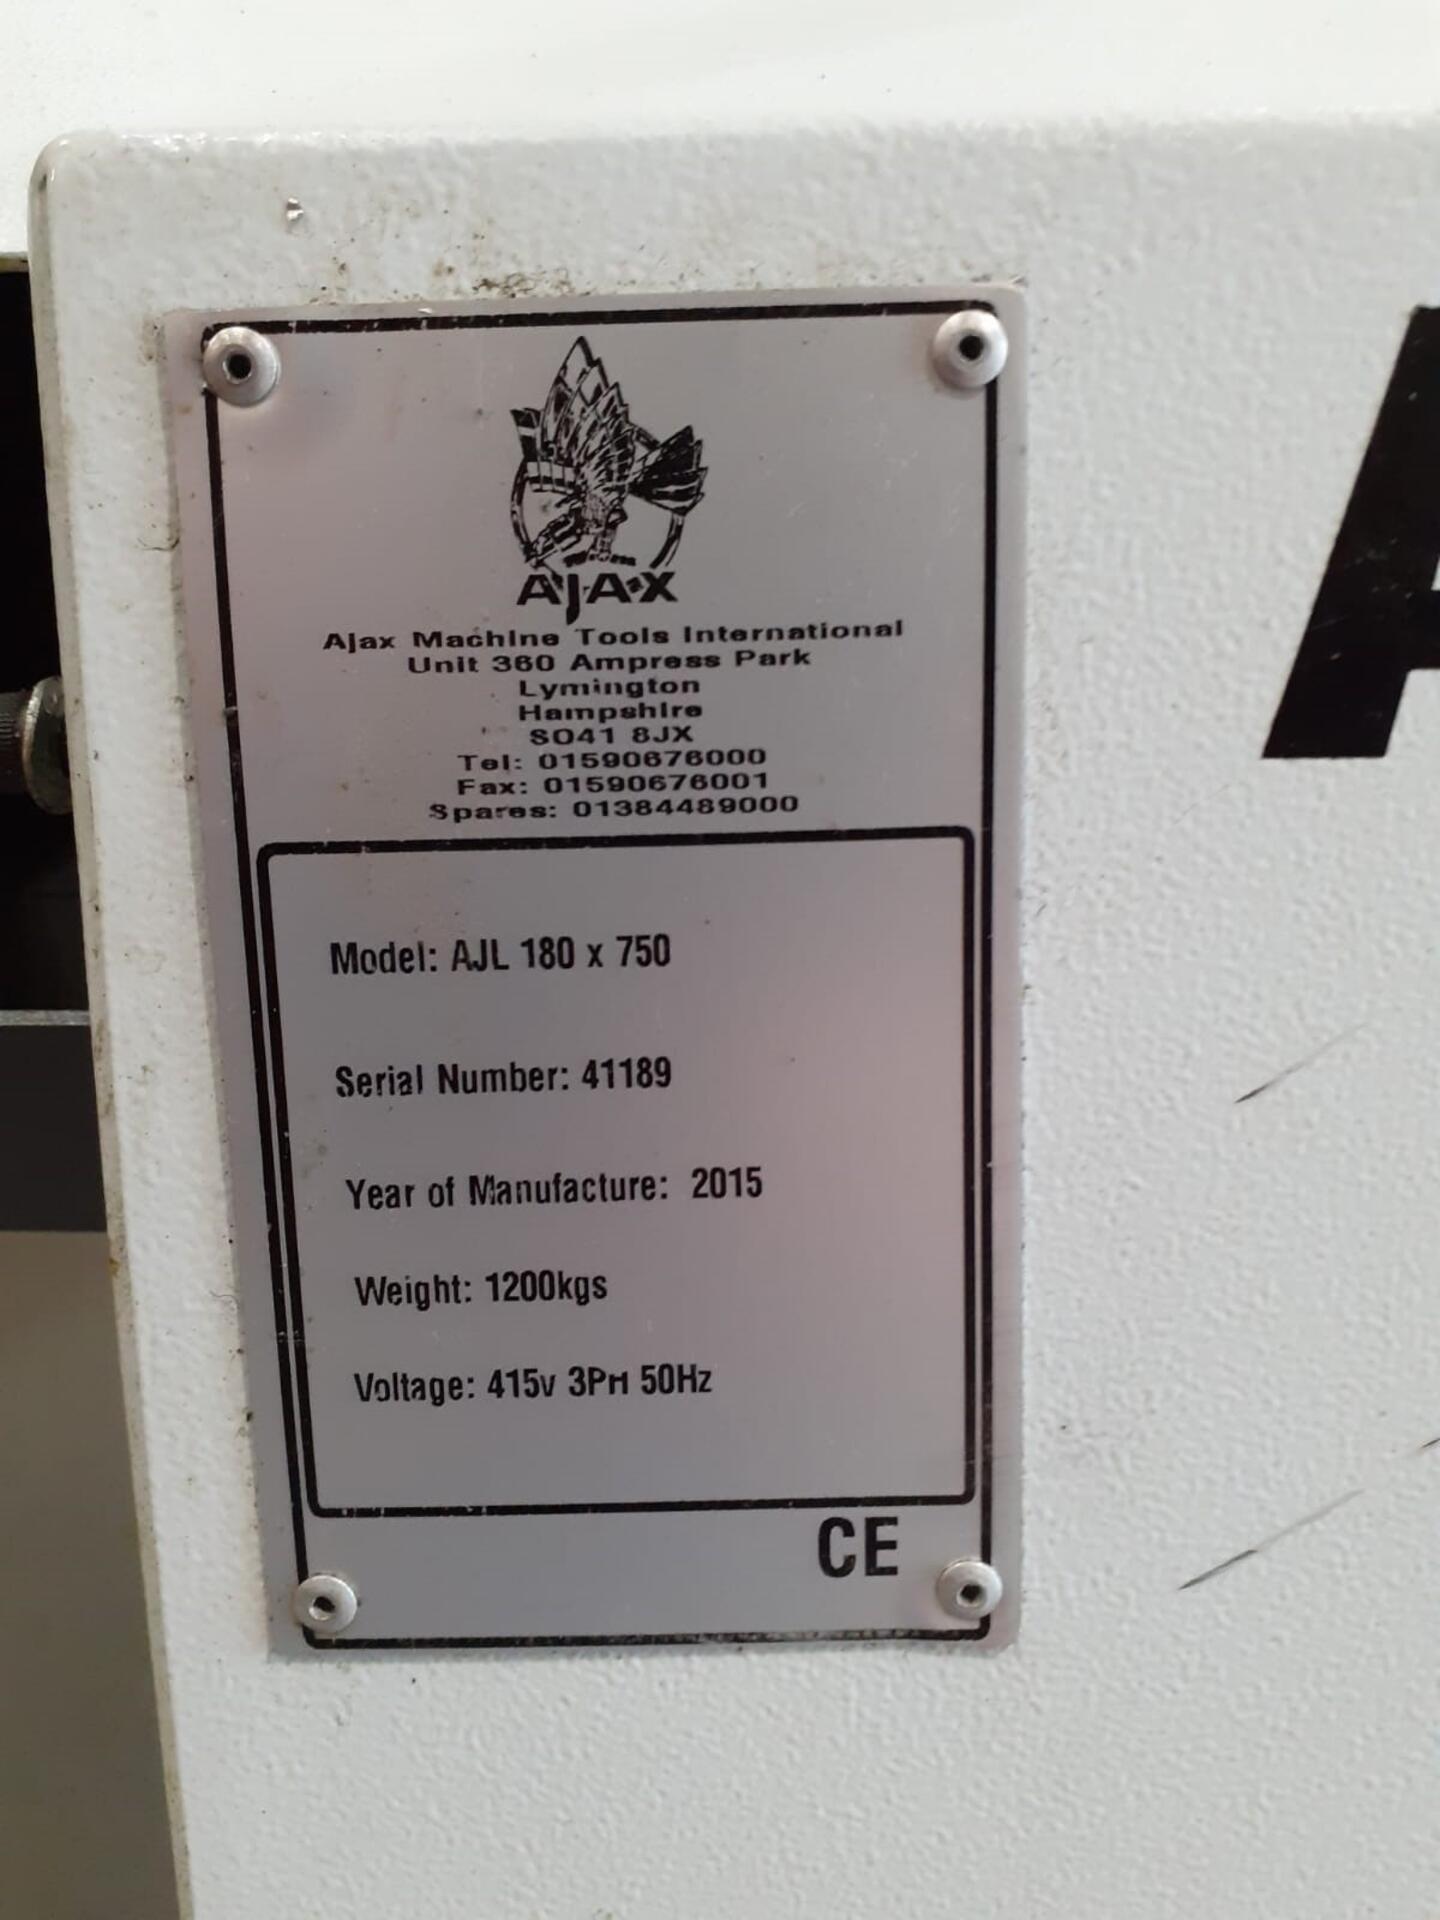 AJAX
Ajax Machine Tools International
Unit 360 Ampress Park
Lymington
Hampshire
SO41 8JX
Tel: 01590676000
Fax: 01590676001
Spares: 01384489000
Model: AJL 180 x 750
Serial Number: 41189
Year of Manufacture: 2015
Weight: 1200kgs
Voltage: 415v 3PH 50Hz
CE
A